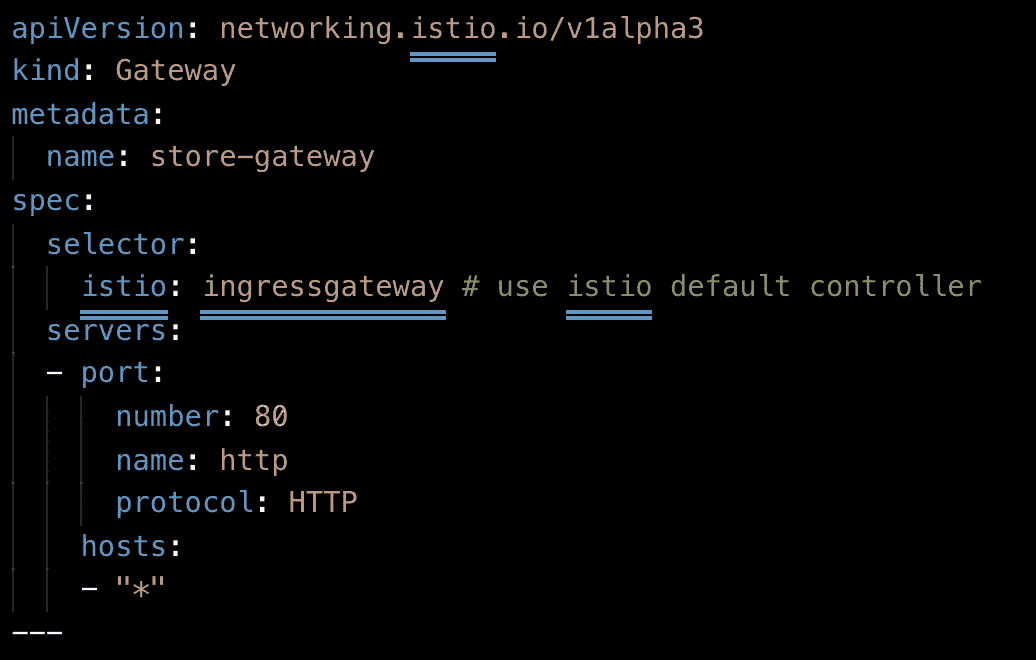 apiVersion: networking.istio.io/v1alpha3
kind: Gateway
metadata:
  name: store-gateway
spec:
  selector:
    istio: ingressgateway # use istio default controller
  servers:
  - port:
      number: 80
      name: http
      protocol: HTTP
    hosts:
    - "*"
---